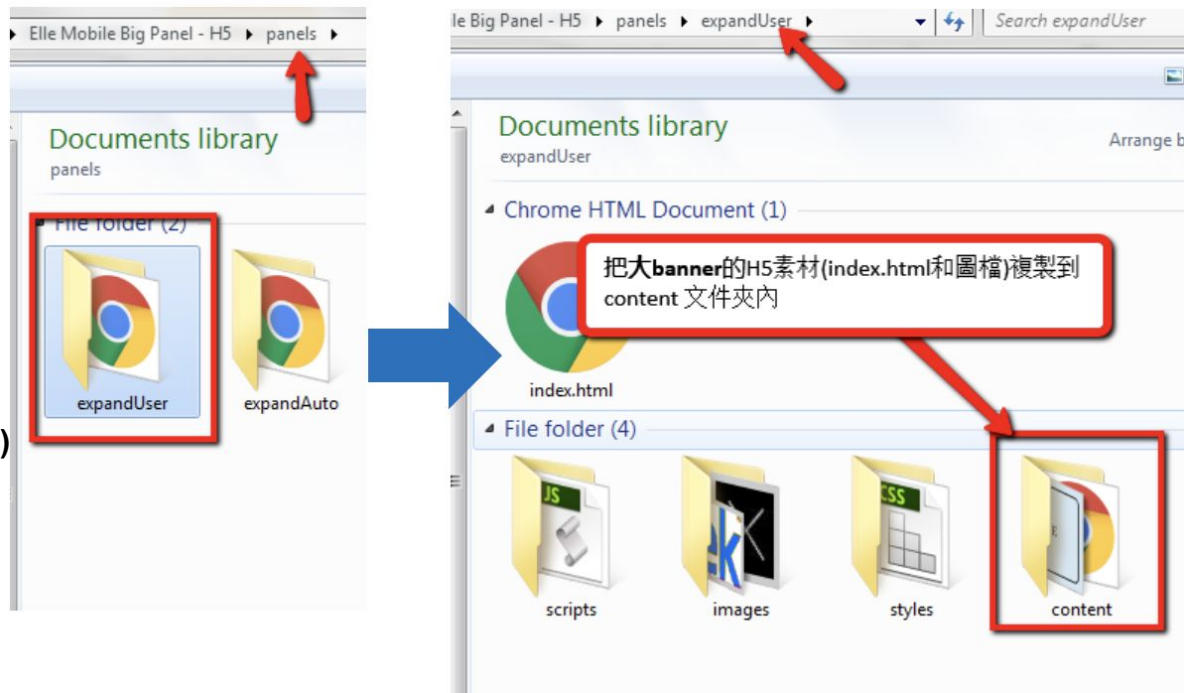 Elle Mobile Big Panel - H5 ▸ panels ▸
Documents library
panels
File folder (2)
expandUser
expandAuto
)
le Big Panel - H5 ▸ panels ▸ expandUser ▸
Search expandUser
Documents library
expandUser
Arrange b
Chrome HTML Document (1)
把大banner的H5素材(index.html和圖檔)複製到
content 文件夾內
index.html
File folder (4)
JS
CSS
scripts
images
styles
content